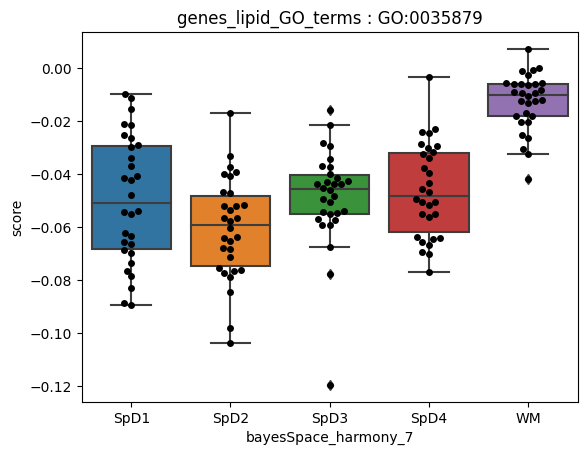 genes_lipid_GO_terms : GO:0035879
0.00
−0.02
−0.04
−0.06
−0.08
−0.10
−0.12
score
SpD1 SpD2 SpD3 SpD4 WM
bayesSpace_harmony_7